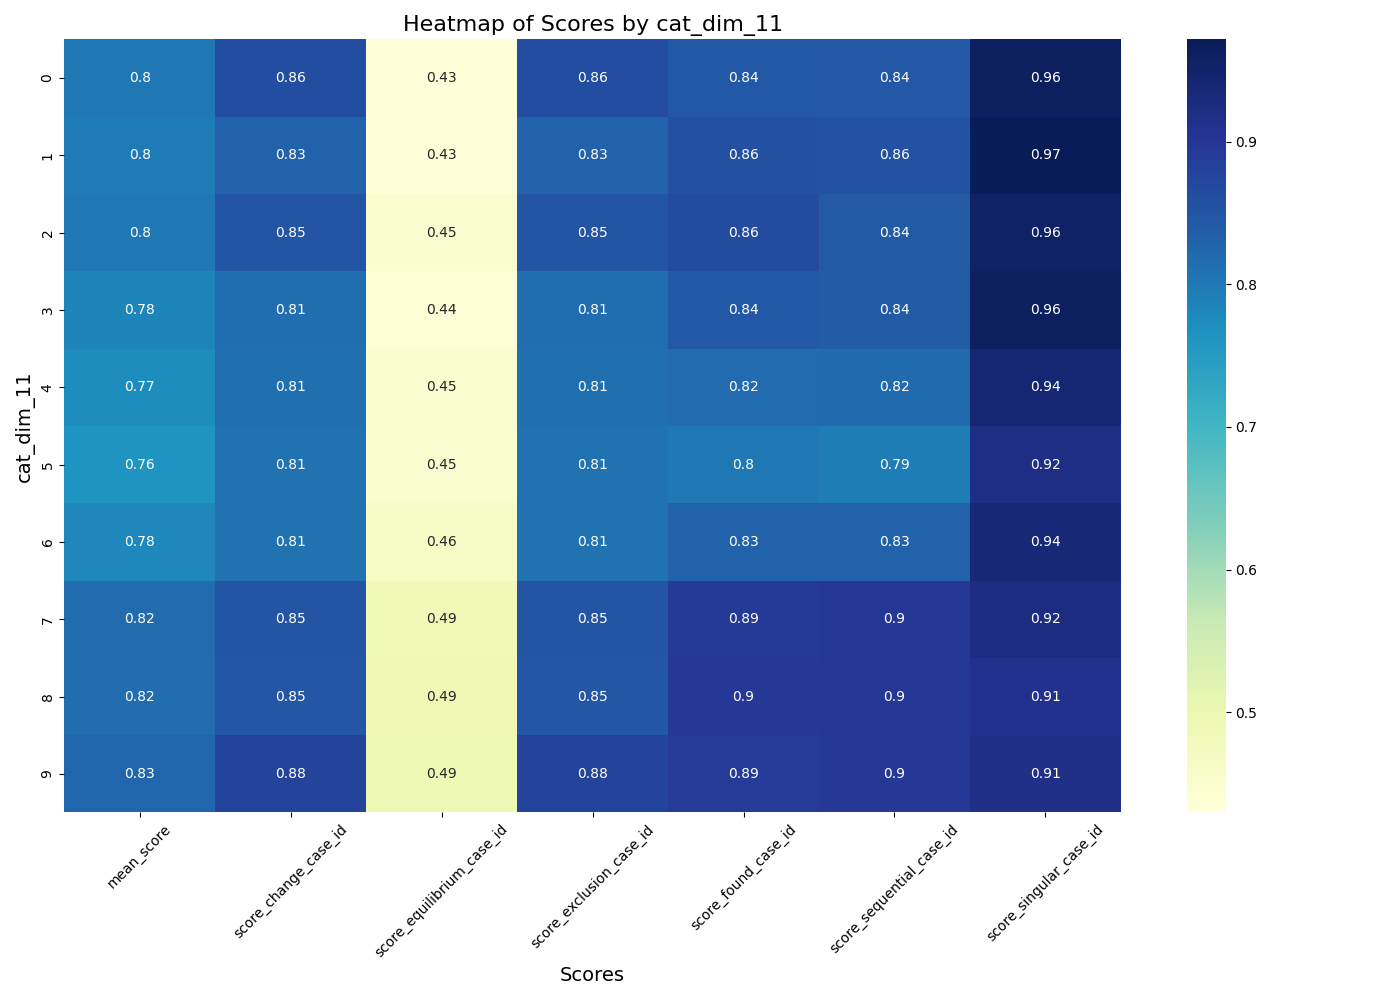 Heatmap of Scores by cat_dim_11
0 0.8 0.86 0.43 0.86 0.84 0.84 0.96
1 0.8 0.83 0.43 0.83 0.86 0.86 0.97
2 0.8 0.85 0.45 0.85 0.86 0.84 0.96
3 0.78 0.81 0.44 0.81 0.84 0.84 0.96
4 0.77 0.81 0.45 0.81 0.82 0.82 0.94
5 0.76 0.81 0.45 0.81 0.8 0.79 0.92
6 0.78 0.81 0.46 0.81 0.83 0.83 0.94
7 0.82 0.85 0.49 0.85 0.89 0.9 0.92
8 0.82 0.85 0.49 0.85 0.9 0.9 0.91
9 0.83 0.88 0.49 0.88 0.89 0.9 0.91
cat_dim_11
mean_score
score_change_case_id
score_equilibrium_case_id
score_exclusion_case_id
score_found_case_id
score_sequential_case_id
score_singular_case_id
Scores
0.9
0.8
0.7
0.6
0.5